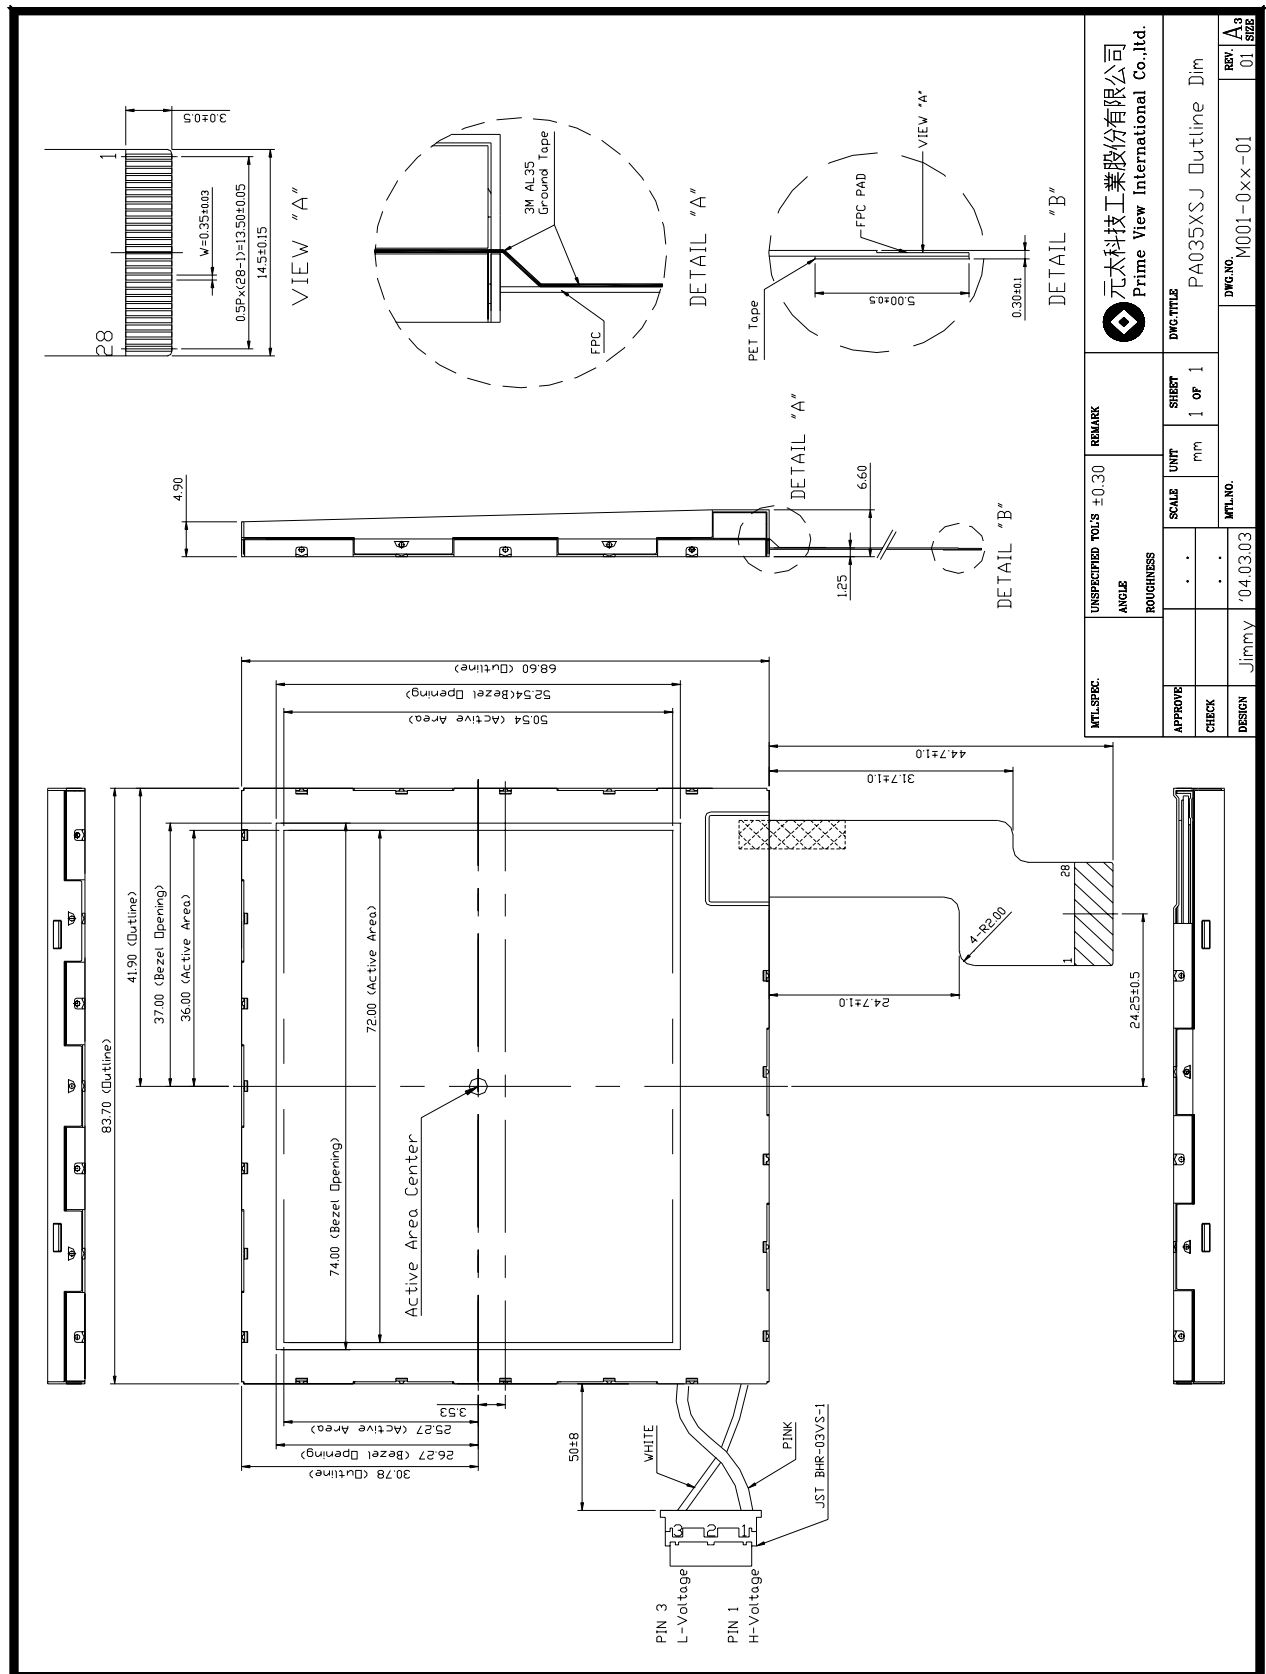 3.0±0.5
1
28
W=0.35±0.03
0.5Px(28-1)=13.50±0.05
14.5±0.15
VIEW "A"
3M AL35
Ground Tape
FPC
DETAIL "A"
VIEW "A"
FPC PAD
PET Tape
5.00±0.5
0.30±0.1
DETAIL "B"
4.90
DETAIL "A"
6.60
1.25
DETAIL "B"
68.60 (Outline)
52.54(Bezel Opening)
50.54 (Active Area)
41.90 (Outline)
37.00 (Bezel Opening)
36.00 (Active Area)
83.70 (Outline)
72.00 (Active Area)
74.00 (Bezel Opening)
Active Area Center
44.7±1.0
31.7±1.0
24.7±1.0
28
1
4-R2.00
24.25±0.5
3.53
25.27 (Active Area)
26.27 (Bezel Opening)
30.78 (Outline)
50±8
WHITE
PINK
JST BHR-03VS-1
3 2 1
PIN 3
L-Voltage
PIN 1
H-Voltage
MTL.SPEC.
UNSPECIFIED TOL'S ±0.30
ANGLE
ROUGHNESS
REMARK
元太科技工業股份有限公司
Prime View International Co.,ltd.
APPROVE
CHECK
DESIGN
Jimmy
'04.03.03
SCALE
UNIT
mm
SHEET
1 OF 1
DWG.TITLE
PA035XSJ Outline Dim
MTL.NO.
DWG.NO.
M001-0xx-01
REV.
01
A3
SIZE